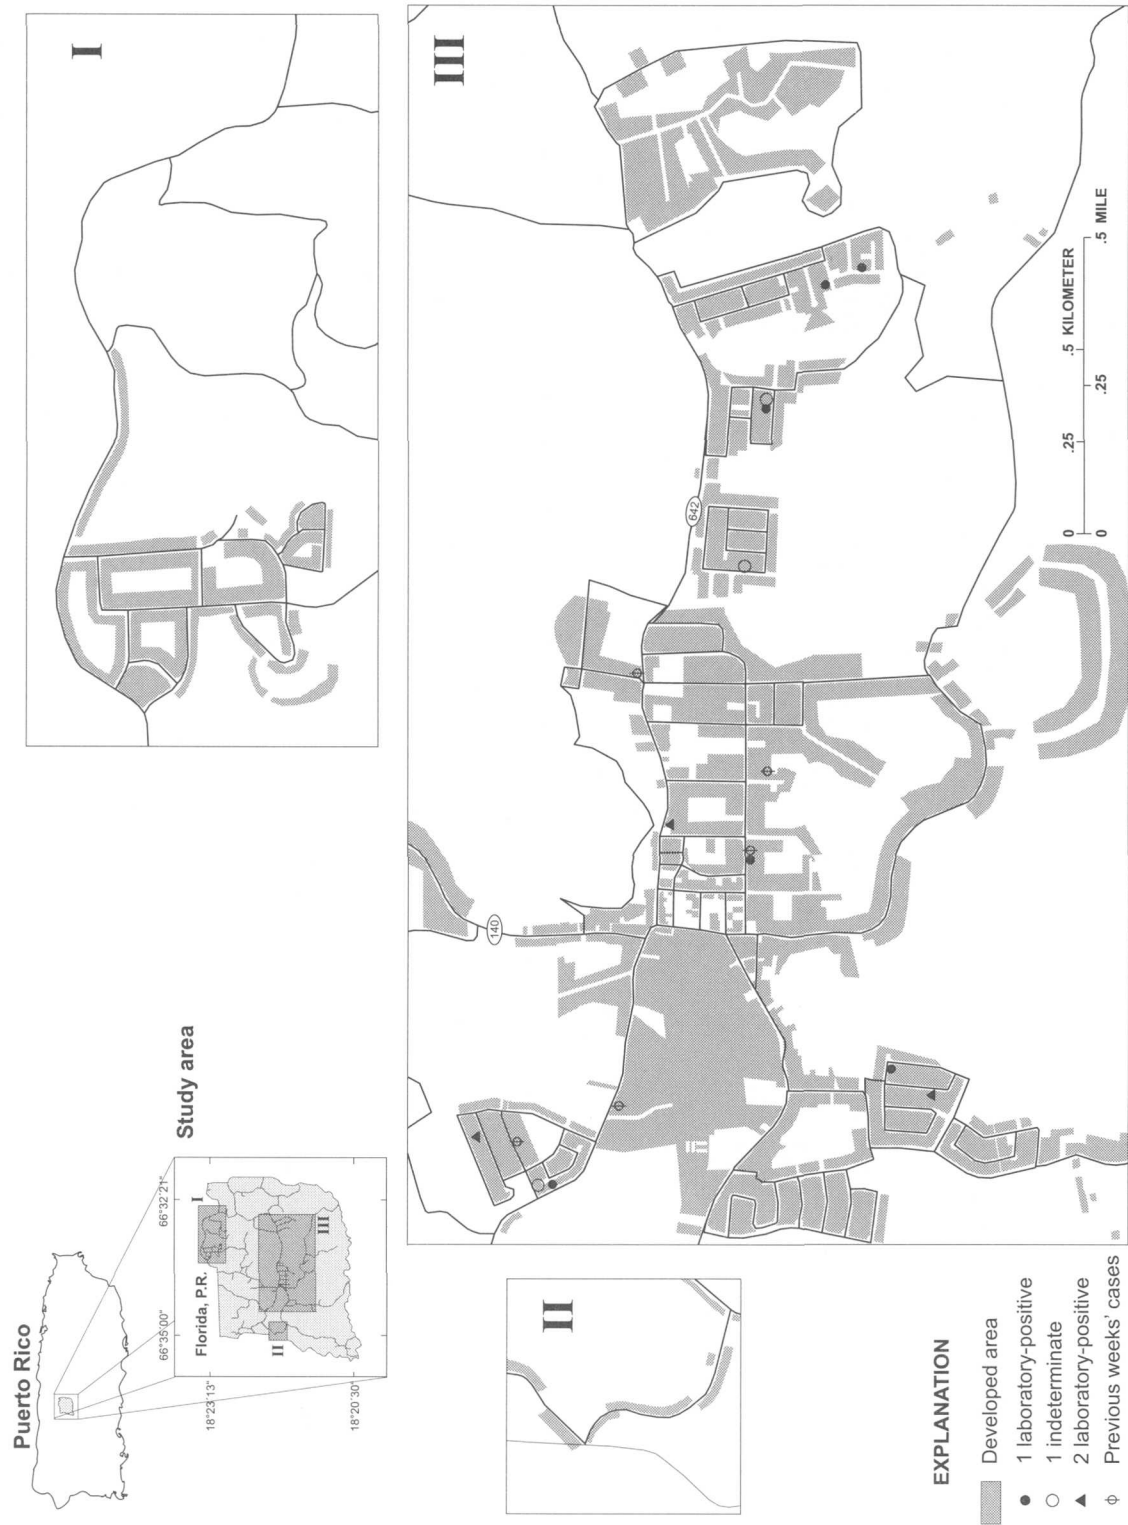 Puerto Rico
Study area
66°35'00"
66°32'21"
18°23'13"
18°20'30"
Florida, P.R.
I
II
III
I
II
III
140
642
0 .5 KILOMETER
0 .25 .25 .5 MILE
EXPLANATION
Developed area
1 laboratory-positive
1 indeterminate
2 laboratory-positive
Previous weeks' cases